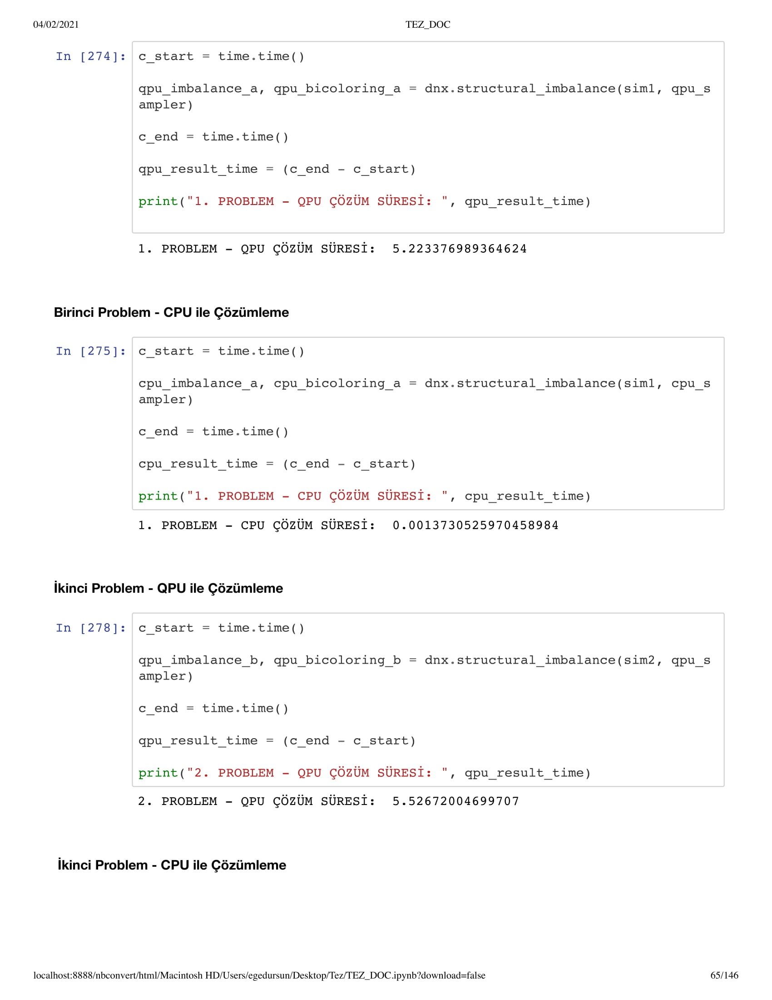 04/02/2021
TEZ_DOC
In [274]:
c_start = time.time()
qpu_imbalance_a, qpu_bicoloring_a = dnx.structural_imbalance(sim1, qpu_s
ampler)
c_end = time.time()
qpu_result_time = (c_end - c_start)
print("1. PROBLEM - QPU ÇÖZÜM SÜRESİ: ", qpu_result_time)
1. PROBLEM - QPU ÇÖZÜM SÜRESİ:  5.223376989364624
Birinci Problem - CPU ile Çözümleme
In [275]:
c_start = time.time()
cpu_imbalance_a, cpu_bicoloring_a = dnx.structural_imbalance(sim1, cpu_s
ampler)
c_end = time.time()
cpu_result_time = (c_end - c_start)
print("1. PROBLEM - CPU ÇÖZÜM SÜRESİ: ", cpu_result_time)
1. PROBLEM - CPU ÇÖZÜM SÜRESİ:  0.0013730525970458984
İkinci Problem - QPU ile Çözümleme
In [278]:
c_start = time.time()
qpu_imbalance_b, qpu_bicoloring_b = dnx.structural_imbalance(sim2, qpu_s
ampler)
c_end = time.time()
qpu_result_time = (c_end - c_start)
print("2. PROBLEM - QPU ÇÖZÜM SÜRESİ: ", qpu_result_time)
2. PROBLEM - QPU ÇÖZÜM SÜRESİ:  5.52672004699707
İkinci Problem - CPU ile Çözümleme
localhost:8888/nbconvert/html/Macintosh HD/Users/egedursun/Desktop/Tez/TEZ_DOC.ipynb?download=false
65/146